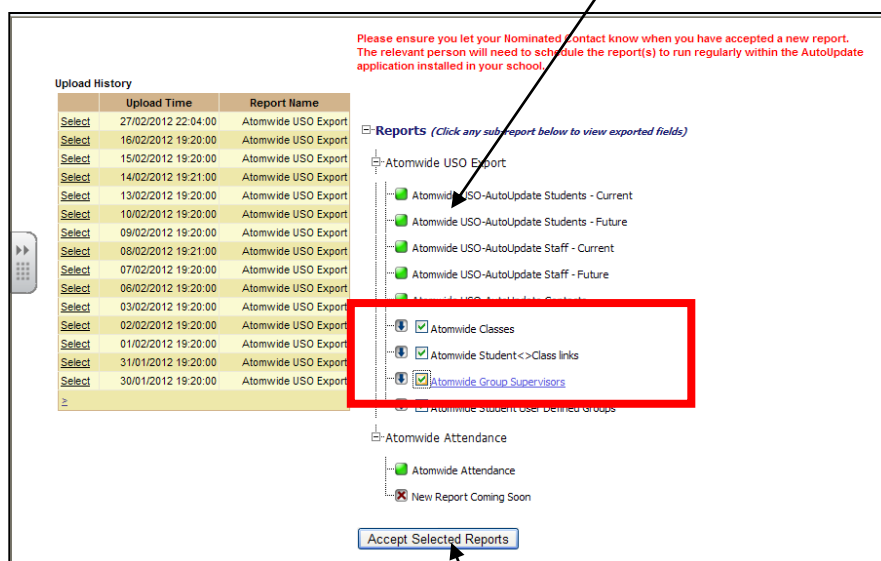 Please ensure you let your Nominated Contact know when you have accepted a new report.
The relevant person will need to schedule the report(s) to run regularly within the AutoUpdate
application installed in your school.
Upload History
Upload Time Report Name
Select 27/02/2012 22:04:00 Atomwide USO Export
Select 16/02/2012 19:20:00 Atomwide USO Export
Select 15/02/2012 19:20:00 Atomwide USO Export
Select 14/02/2012 19:21:00 Atomwide USO Export
Select 13/02/2012 19:20:00 Atomwide USO Export
Select 10/02/2012 19:20:00 Atomwide USO Export
Select 09/02/2012 19:20:00 Atomwide USO Export
Select 08/02/2012 19:21:00 Atomwide USO Export
Select 07/02/2012 19:20:00 Atomwide USO Export
Select 06/02/2012 19:20:00 Atomwide USO Export
Select 03/02/2012 19:20:00 Atomwide USO Export
Select 02/02/2012 19:20:00 Atomwide USO Export
Select 01/02/2012 19:20:00 Atomwide USO Export
Select 31/01/2012 19:20:00 Atomwide USO Export
Select 30/01/2012 19:20:00 Atomwide USO Export
>
Reports (Click any sub-report below to view exported fields)
Atomwide USO Export
Atomwide USO-AutoUpdate Students - Current
Atomwide USO-AutoUpdate Students - Future
Atomwide USO-AutoUpdate Staff - Current
Atomwide USO-AutoUpdate Staff - Future
Atomwide USO-AutoUpdate Contacts
Atomwide Classes
Atomwide Student<>Class links
Atomwide Group Supervisors
Atomwide Student User Defined Groups
Atomwide Attendance
Atomwide Attendance
New Report Coming Soon
Accept Selected Reports